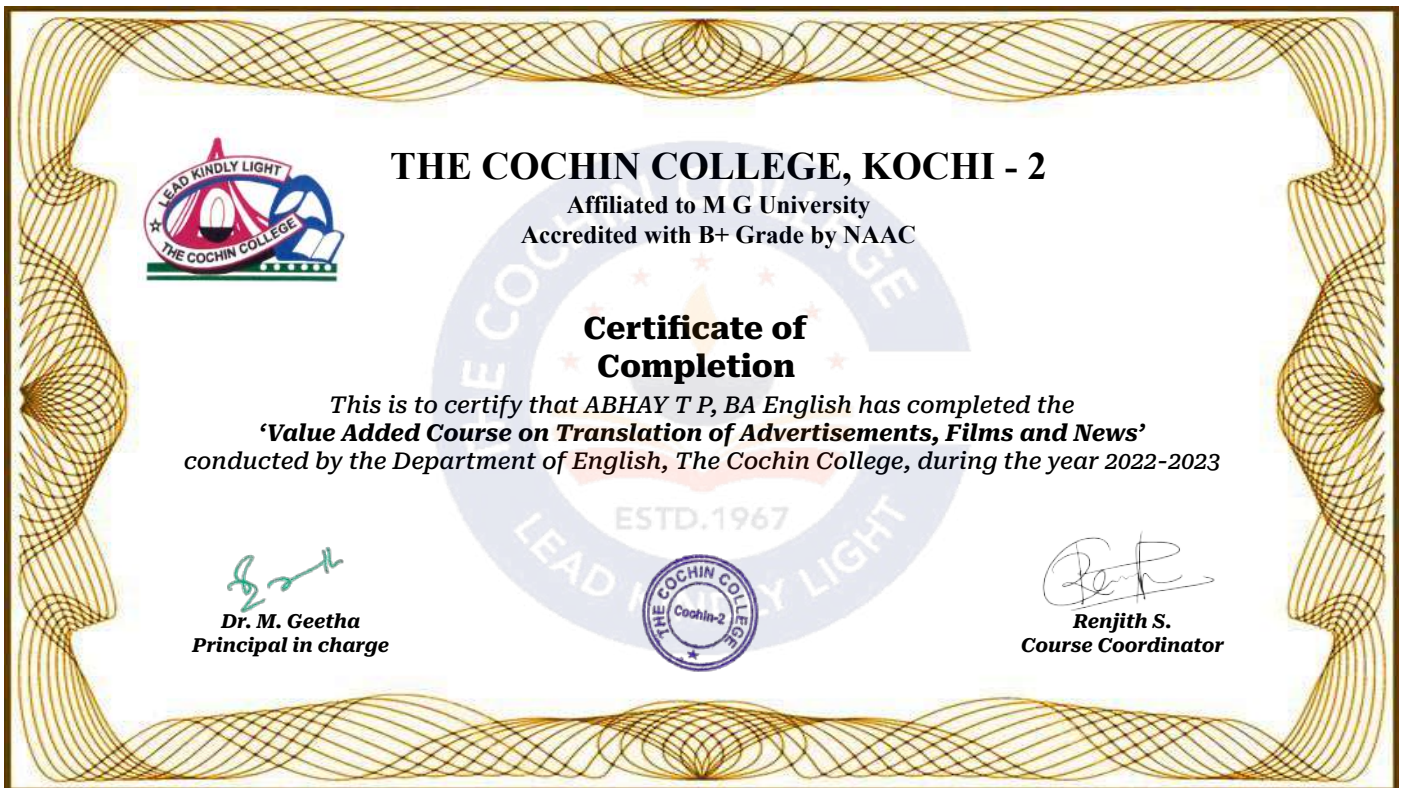 LEAD KINDLY LIGHT
THE COCHIN COLLEGE
THE COCHIN COLLEGE, KOCHI - 2
Affiliated to M G University
Accredited with B+ Grade by NAAC
THE COCHIN COLLEGE
Certificate of
Completion
This is to certify that ABHAY T P, BA English has completed the
‘Value Added Course on Translation of Advertisements, Films and News’
conducted by the Department of English, The Cochin College, during the year 2022-2023
ESTD.1967
LEAD KINDLY LIGHT
THE COCHIN COLLEGE
Cochin-2
Dr. M. Geetha
Principal in charge
Renjith S.
Course Coordinator